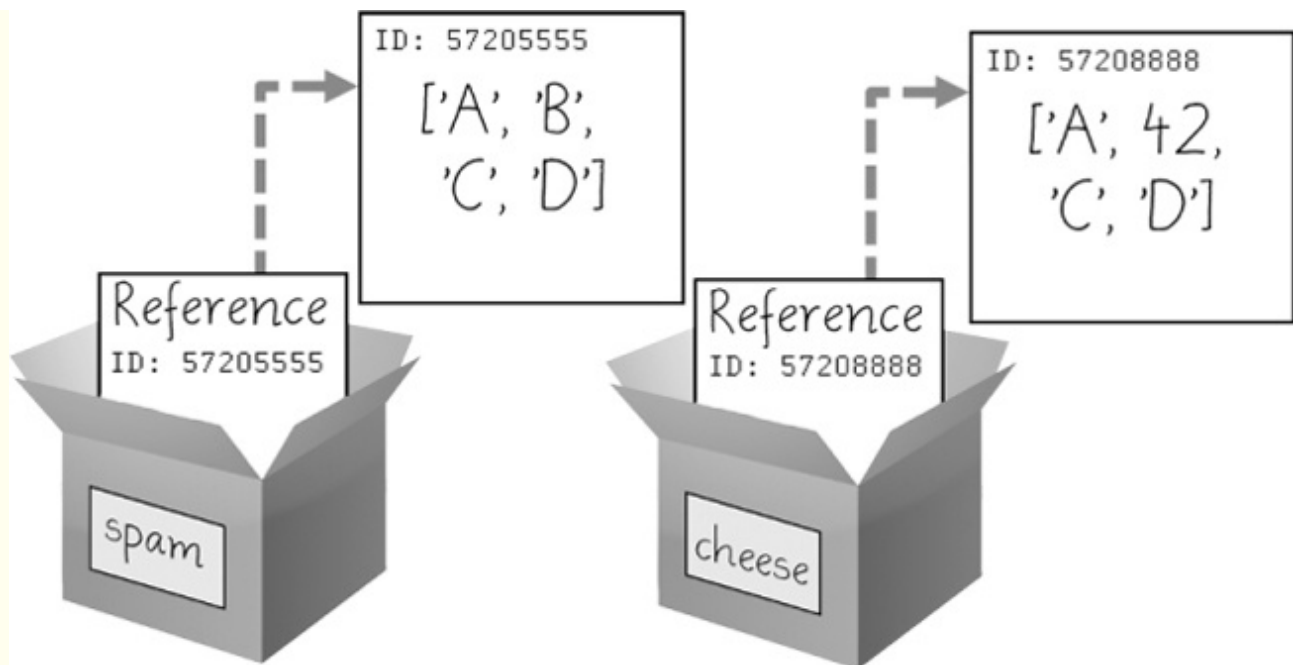 ID: 57205555
['A', 'B',
'C', 'D']
Reference
ID: 57205555
spam
ID: 57208888
['A', 42,
'C', 'D']
Reference
ID: 57208888
cheese